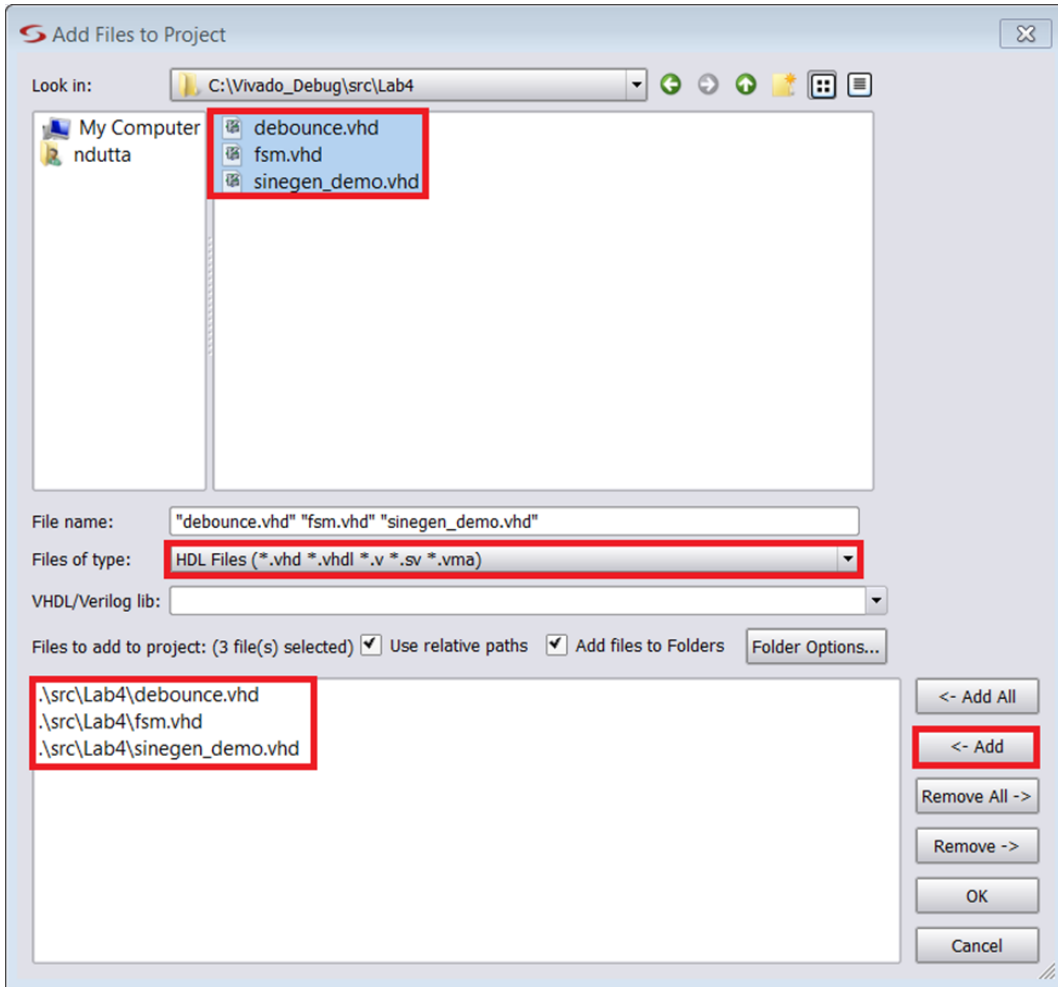 Add Files to Project
Look in: C:\Vivado_Debug\src\Lab4
My Computer
ndutta
debounce.vhd
fsm.vhd
sinegen_demo.vhd
File name: "debounce.vhd" "fsm.vhd" "sinegen_demo.vhd"
Files of type: HDL Files (*.vhd *.vhdl *.v *.sv *.vma)
VHDL/Verilog lib:
Files to add to project: (3 file(s) selected) Use relative paths Add files to Folders Folder Options...
.\src\Lab4\debounce.vhd
.\src\Lab4\fsm.vhd
.\src\Lab4\sinegen_demo.vhd
<- Add All
<- Add
Remove All ->
Remove ->
OK
Cancel